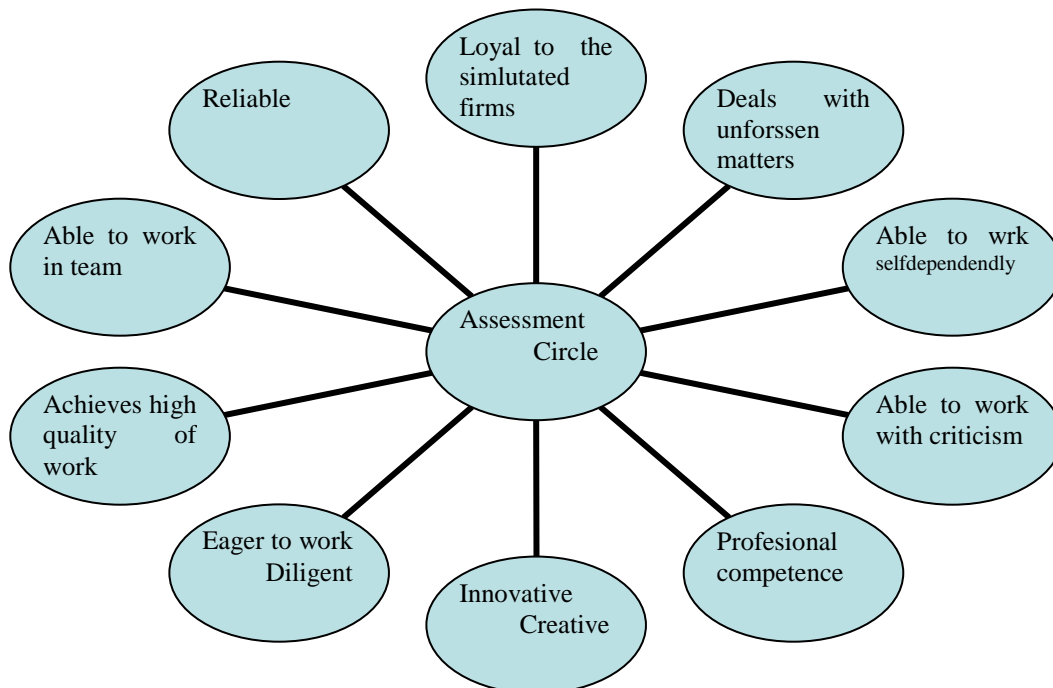 Loyal to the
simlutated
firms
Deals with
unforssen
matters
Able to wrk
selfdependendly
Able to work
with criticism
Profesional
competence
Innovative
Creative
Eager to work
Diligent
Achieves high
quality of
work
Able to work
in team
Reliable
Assessment
Circle